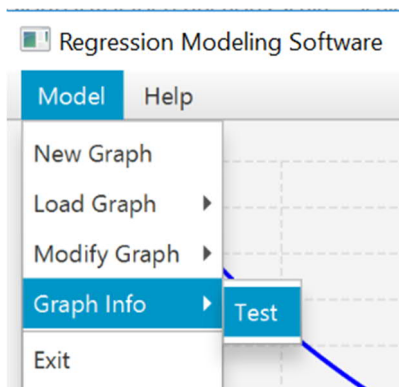 Regression Modeling Software
Model Help
New Graph
Load Graph
Modify Graph
Graph Info
Test
Exit